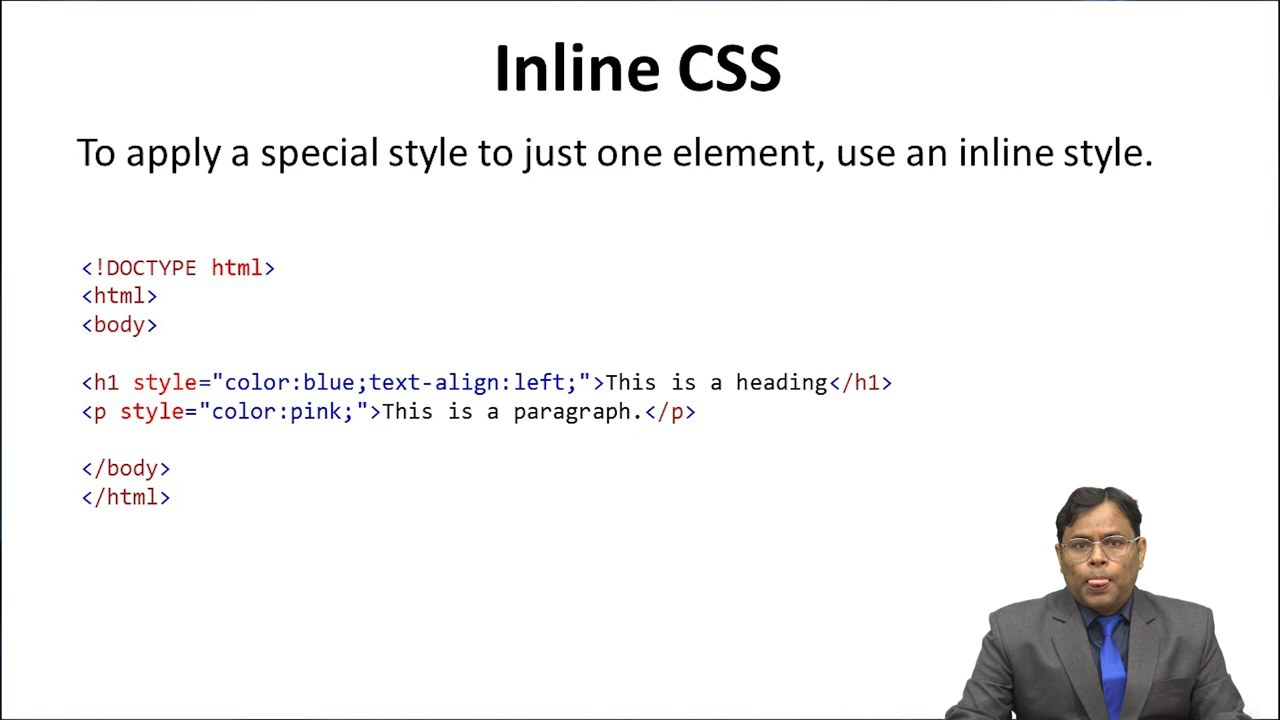 Inline CSS
To apply a special style to just one element, use an inline style.
<!DOCTYPE html>
<html>
<body>
<h1 style="color:blue;text-align:left;">This is a heading</h1>
<p style="color:pink;">This is a paragraph.</p>
</body>
</html>